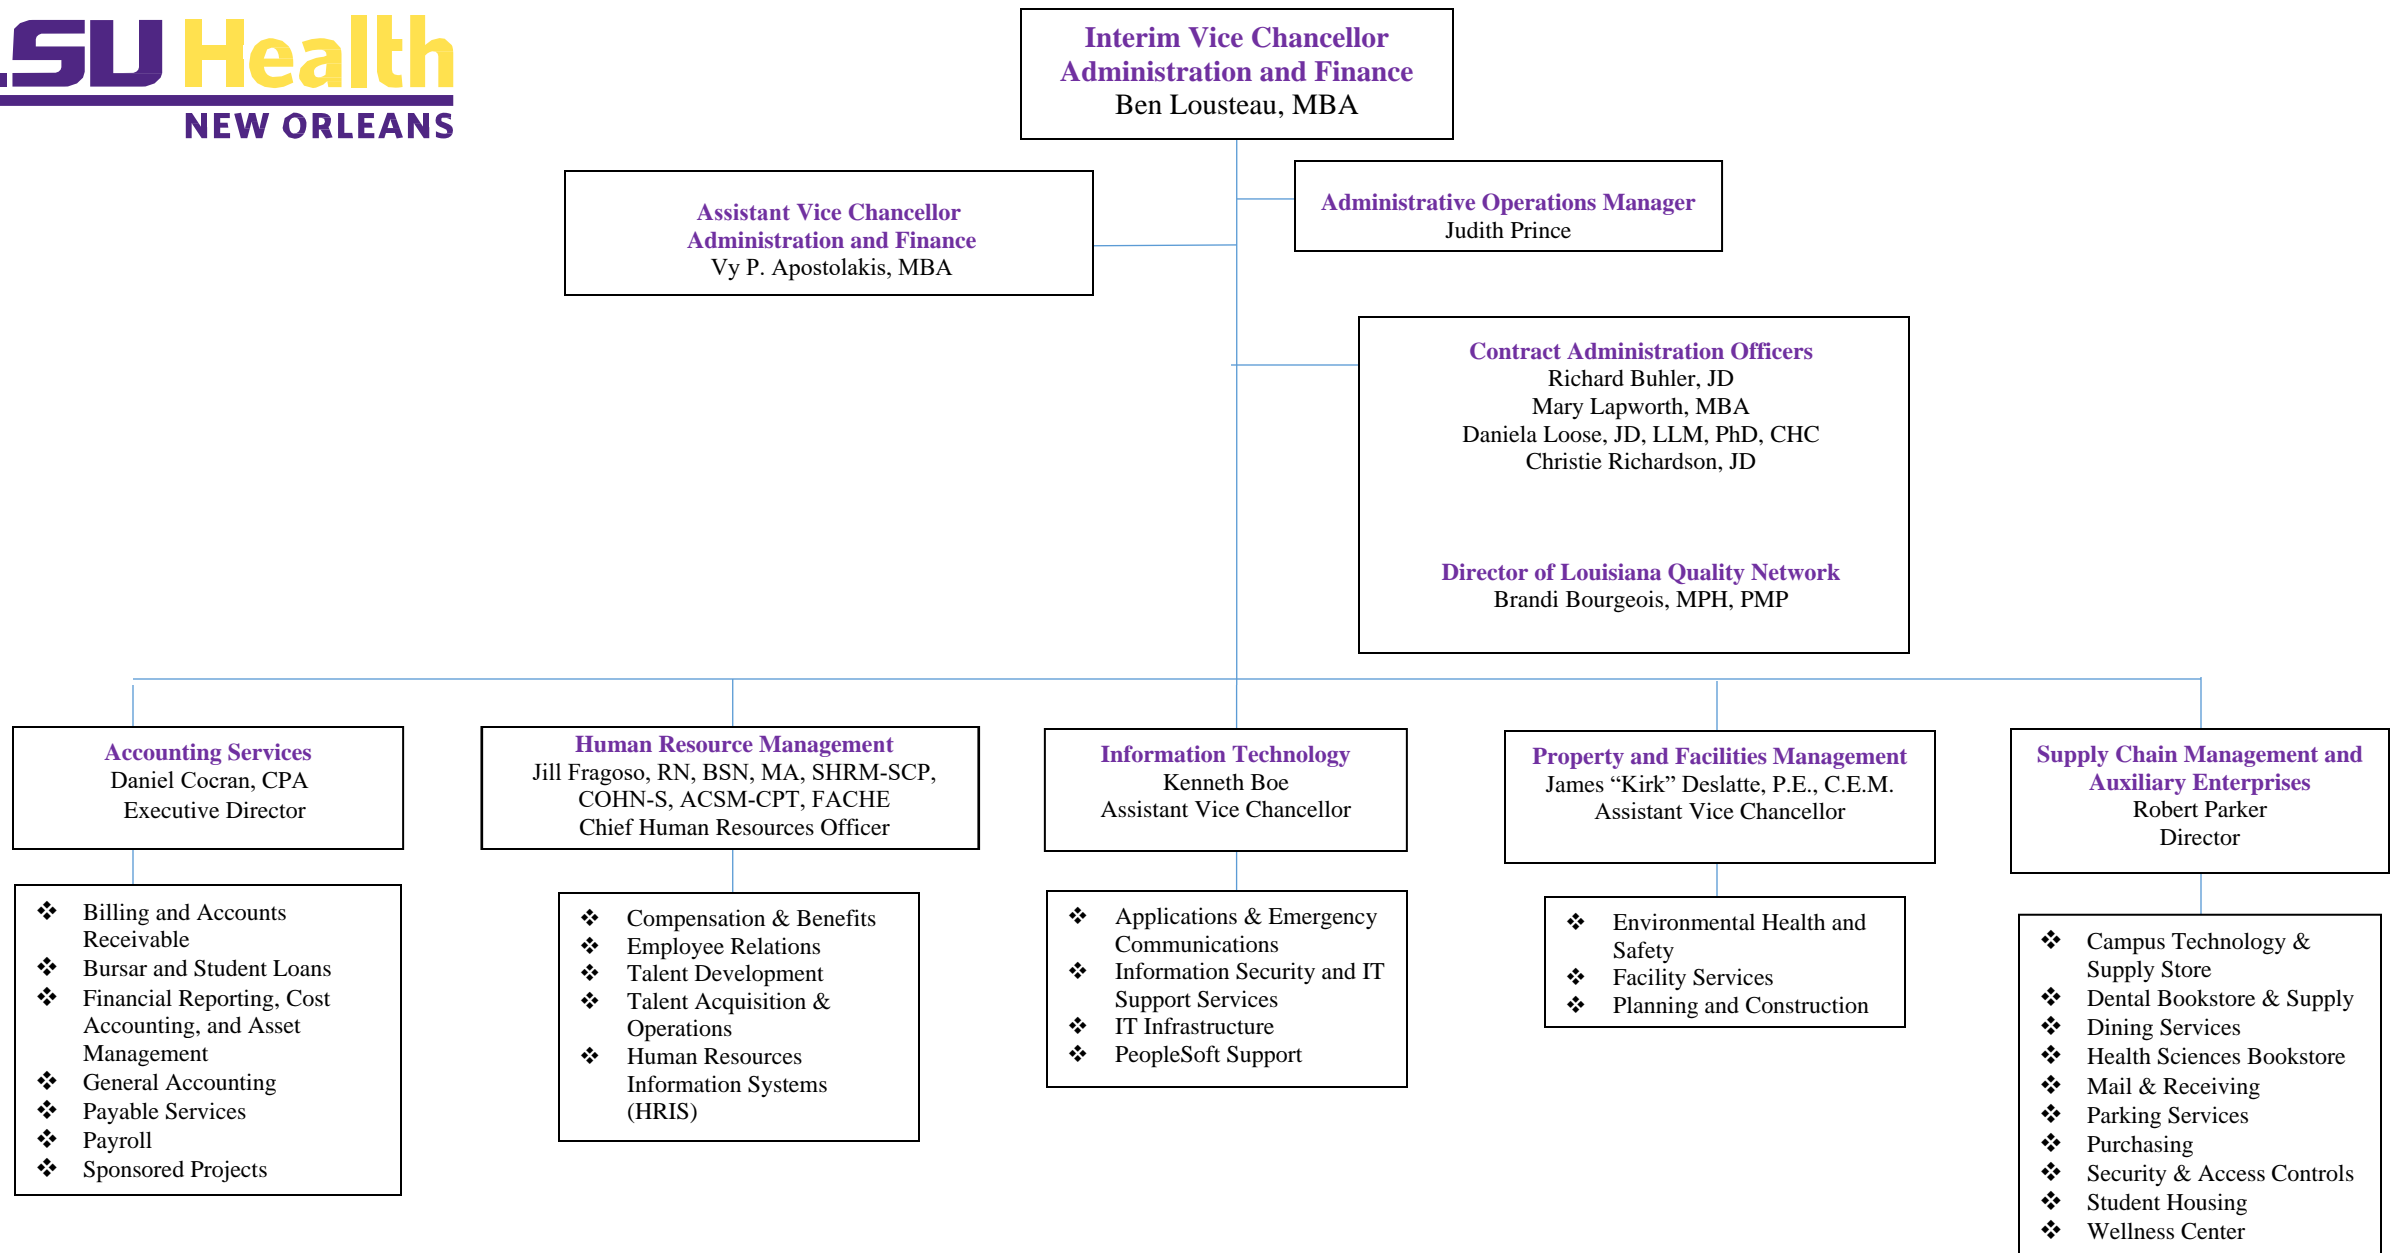 LSU Health
NEW ORLEANS
Interim Vice Chancellor
Administration and Finance
Ben Lousteau, MBA
Assistant Vice Chancellor
Administration and Finance
Vy P. Apostolakis, MBA
Administrative Operations Manager
Judith Prince
Contract Administration Officers
Richard Buhler, JD
Mary Lapworth, MBA
Daniela Loose, JD, LLM, PhD, CHC
Christie Richardson, JD
Director of Louisiana Quality Network
Brandi Bourgeois, MPH, PMP
Accounting Services
Daniel Cocran, CPA
Executive Director
Human Resource Management
Jill Fragoso, RN, BSN, MA, SHRM-SCP,
COHN-S, ACSM-CPT, FACHE
Chief Human Resources Officer
Information Technology
Kenneth Boe
Assistant Vice Chancellor
Property and Facilities Management
James “Kirk” Deslatte, P.E., C.E.M.
Assistant Vice Chancellor
Supply Chain Management and
Auxiliary Enterprises
Robert Parker
Director
❖ Billing and Accounts
Receivable
❖ Bursar and Student Loans
❖ Financial Reporting, Cost
Accounting, and Asset
Management
❖ General Accounting
❖ Payable Services
❖ Payroll
❖ Sponsored Projects
❖ Compensation & Benefits
❖ Employee Relations
❖ Talent Development
❖ Talent Acquisition &
Operations
❖ Human Resources
Information Systems
(HRIS)
❖ Applications & Emergency
Communications
❖ Information Security and IT
Support Services
❖ IT Infrastructure
❖ PeopleSoft Support
❖ Environmental Health and
Safety
❖ Facility Services
❖ Planning and Construction
❖ Campus Technology &
Supply Store
❖ Dental Bookstore & Supply
❖ Dining Services
❖ Health Sciences Bookstore
❖ Mail & Receiving
❖ Parking Services
❖ Purchasing
❖ Security & Access Controls
❖ Student Housing
❖ Wellness Center